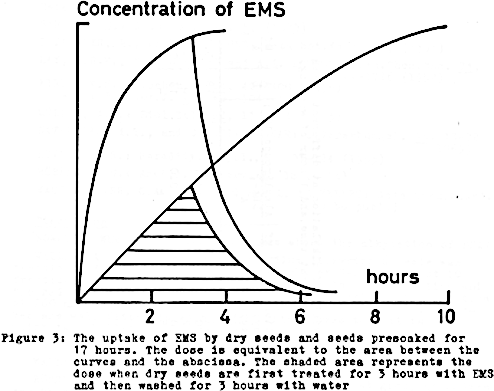 Concentration of EMS
hours
2 4 6 8 10
Figure 3: The uptake of EMS by dry seeds and seeds presoaked for
17 hours. The dose is equivalent to the area between the
curves and the abscissa. The shaded area represents the
dose when dry seeds are first treated for 3 hours with EMS
and then washed for 3 hours with water